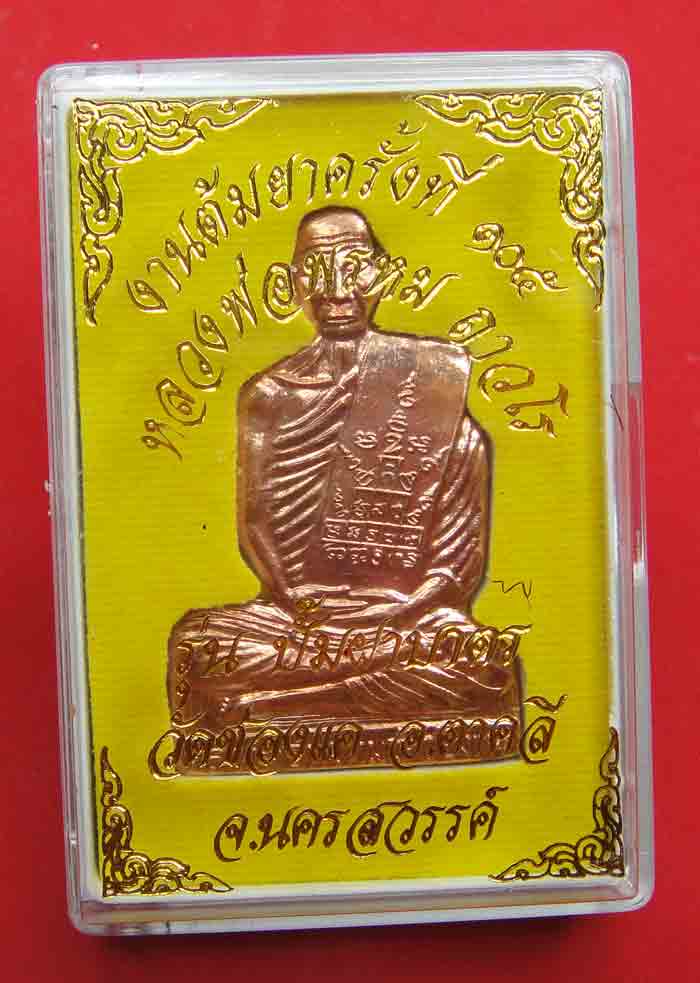 งานต้มยาครั้งที่ ๑๐๕
หลวงพ่อพรหม ถาวโร
รุ่น ปั๊มฝาบาตร
วัดช่องแค อ.ตาคลี
จ.นครสวรรค์